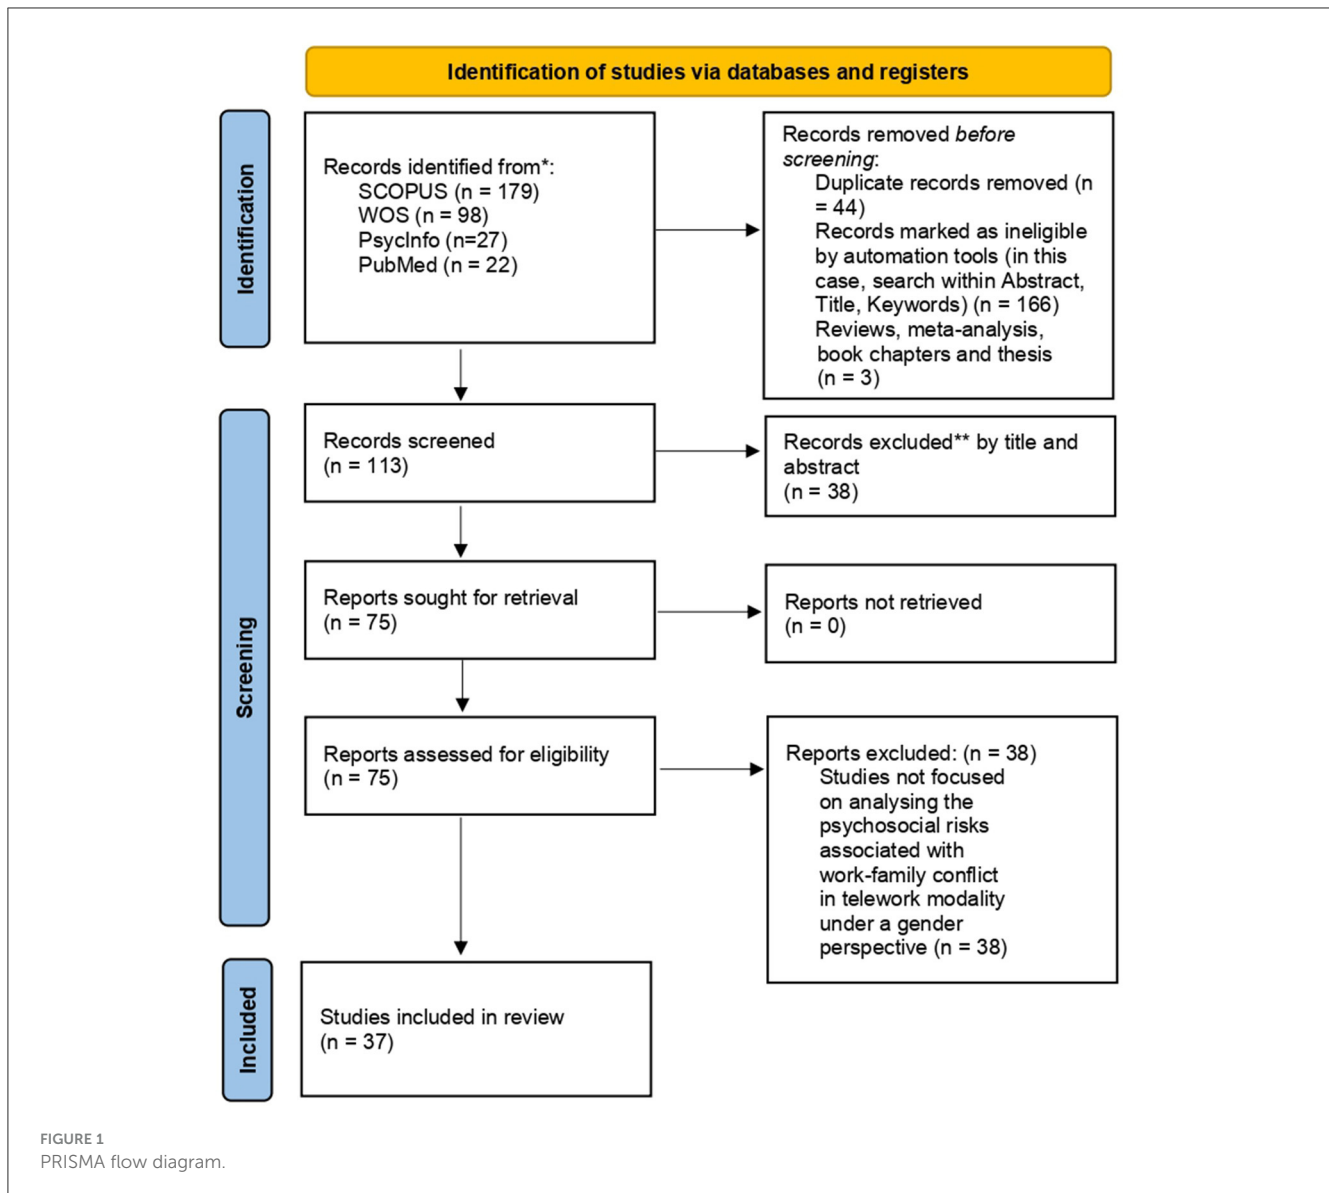 Identification of studies via databases and registers
Identification
Records identified from*:
SCOPUS (n = 179)
WOS (n = 98)
PsycInfo (n=27)
PubMed (n = 22)
Records removed before
screening:
Duplicate records removed (n
= 44)
Records marked as ineligible
by automation tools (in this
case, search within Abstract,
Title, Keywords) (n = 166)
Reviews, meta-analysis,
book chapters and thesis
(n = 3)
Screening
Records screened
(n = 113)
Records excluded** by title and
abstract
(n = 38)
Reports sought for retrieval
(n = 75)
Reports not retrieved
(n = 0)
Reports assessed for eligibility
(n = 75)
Reports excluded: (n = 38)
Studies not focused
on analysing the
psychosocial risks
associated with
work-family conflict
in telework modality
under a gender
perspective (n = 38)
Included
Studies included in review
(n = 37)
FIGURE 1
PRISMA flow diagram.